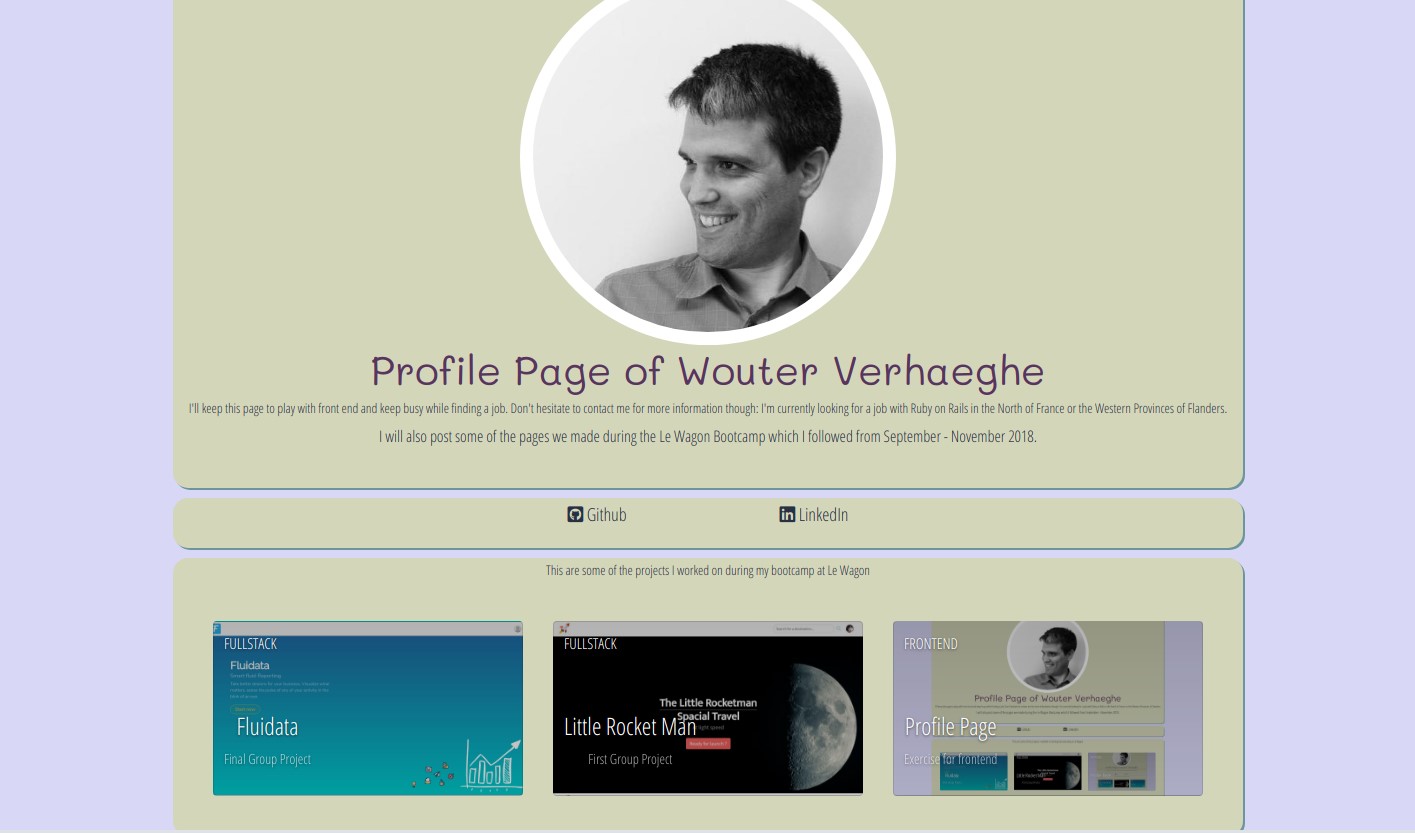 Profile Page of Wouter Verhaeghe
I'll keep this page to play with front end and keep busy while finding a job. Don't hesitate to contact me for more information though: I'm currently looking for a job with Ruby on Rails in the North of France or the Western Provinces of Flanders.
I will also post some of the pages we made during the Le Wagon Bootcamp which I followed from September - November 2018.
Github
LinkedIn
This are some of the projects I worked on during my bootcamp at Le Wagon
FULLSTACK
Fluidata
Smart Real Reporting
Fluidata
Final Group Project
FULLSTACK
The Little Rocketman
Spacial Travel
Little Rocket Man
First Group Project
FRONTEND
Profile Page of Wouter Verhaeghe
Profile Page
Exercise for frontend